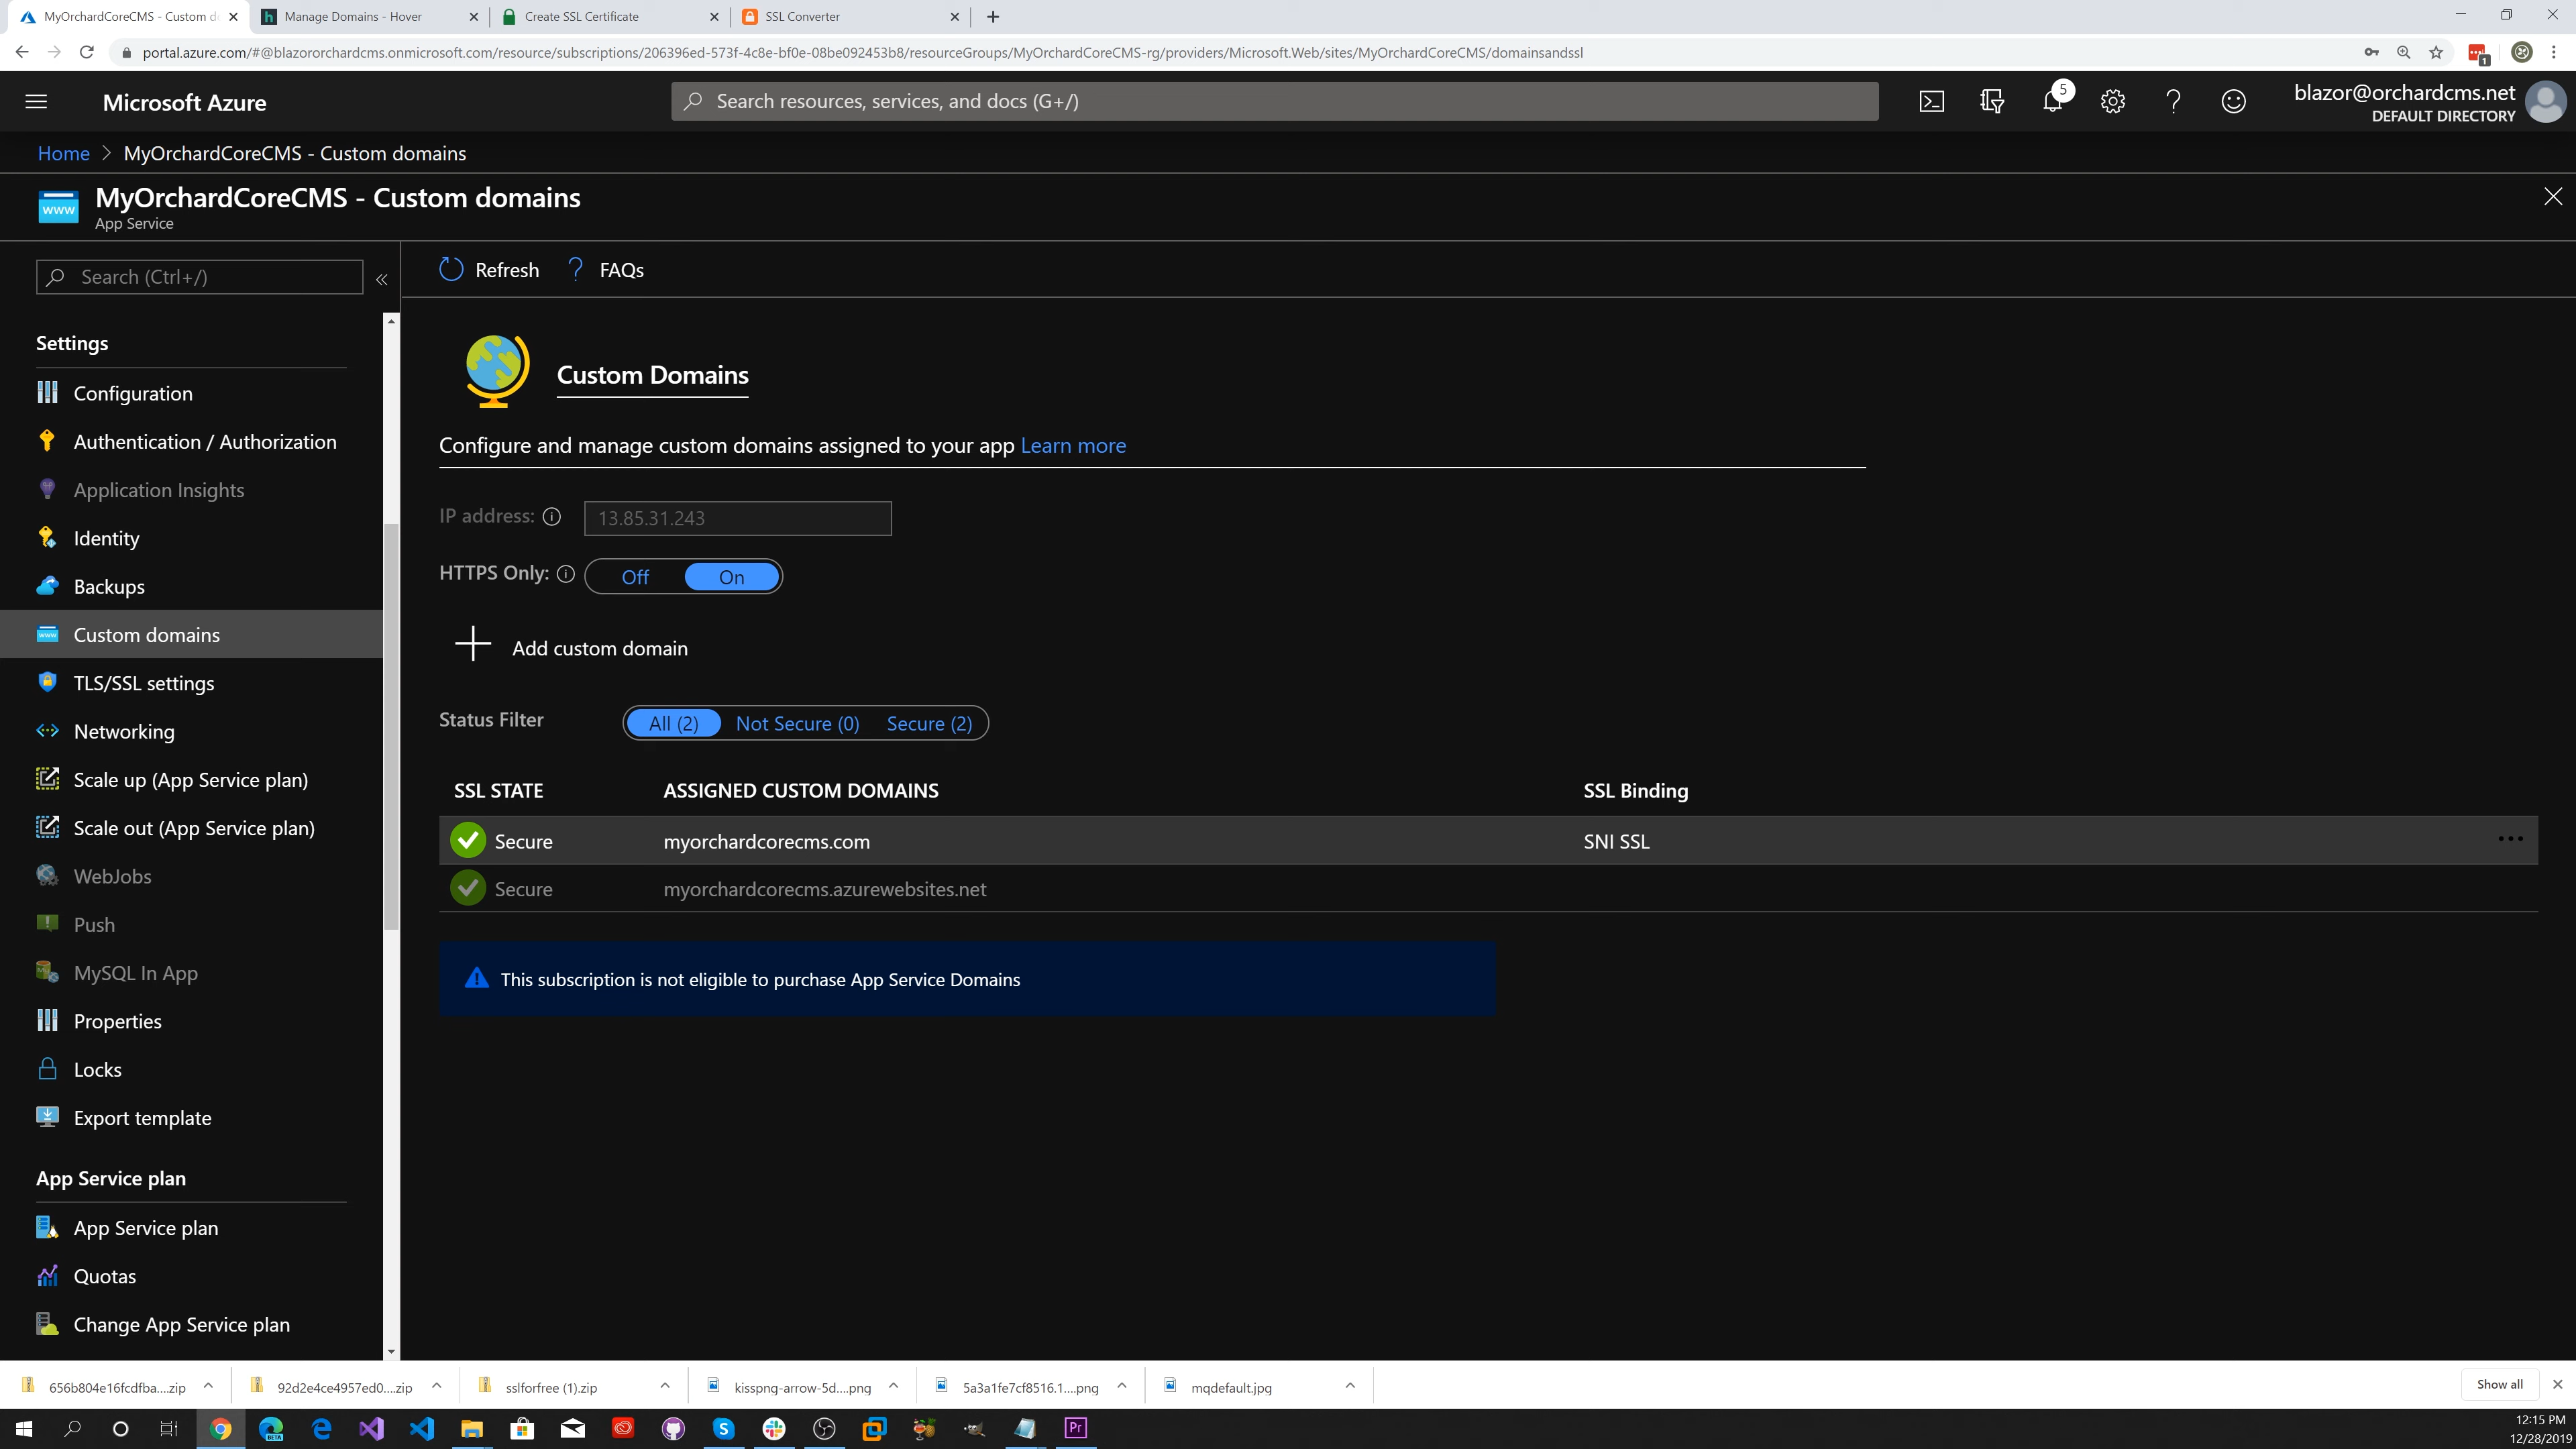 MyOrchardCoreCMS - Custom d
Manage Domains - Hover
Create SSL Certificate
SSL Converter
portal.azure.com/#@blazororchardcms.onmicrosoft.com/resource/subscriptions/206396ed-573f-4c8e-bf0e-08be092453b8/resourceGroups/MyOrchardCoreCMS-rg/providers/Microsoft.Web/sites/MyOrchardCoreCMS/domainsandssl
1
Microsoft Azure
Search resources, services, and docs (G+/)
5
blazor@orchardcms.net
DEFAULT DIRECTORY
Home > MyOrchardCoreCMS - Custom domains
www
MyOrchardCoreCMS - Custom domains
App Service
Search (Ctrl+/)
Refresh
FAQs
Settings
Configuration
Authentication / Authorization
Application Insights
Identity
Backups
Custom domains
TLS/SSL settings
Networking
Scale up (App Service plan)
Scale out (App Service plan)
WebJobs
Push
MySQL In App
Properties
Locks
Export template
App Service plan
App Service plan
Quotas
Change App Service plan
Custom Domains
Configure and manage custom domains assigned to your app Learn more
IP address:
13.85.31.243
HTTPS Only:
Off On
Add custom domain
Status Filter
All (2) Not Secure (0) Secure (2)
SSL STATE ASSIGNED CUSTOM DOMAINS SSL Binding
Secure myorchardcorecms.com SNI SSL
Secure myorchardcorecms.azurewebsites.net
This subscription is not eligible to purchase App Service Domains
656b804e16fcdfba....zip
92d2e4ce4957ed0....zip
sslforfree (1).zip
kisspng-arrow-5d....png
5a3a1fe7cf8516.1....png
mqdefault.jpg
Show all
BETA
Pr
12:15 PM
12/28/2019